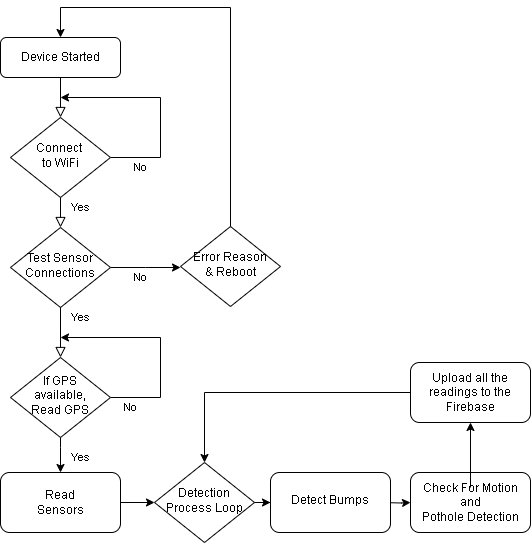 Device Started
Connect
to WiFi
No
Yes
Test Sensor
Connections
No
Error Reason
& Reboot
Yes
If GPS
available,
Read GPS
No
Yes
Upload all the
readings to the
Firebase
Read
Sensors
Detection
Process Loop
Detect Bumps
Check For Motion
and
Pothole Detection